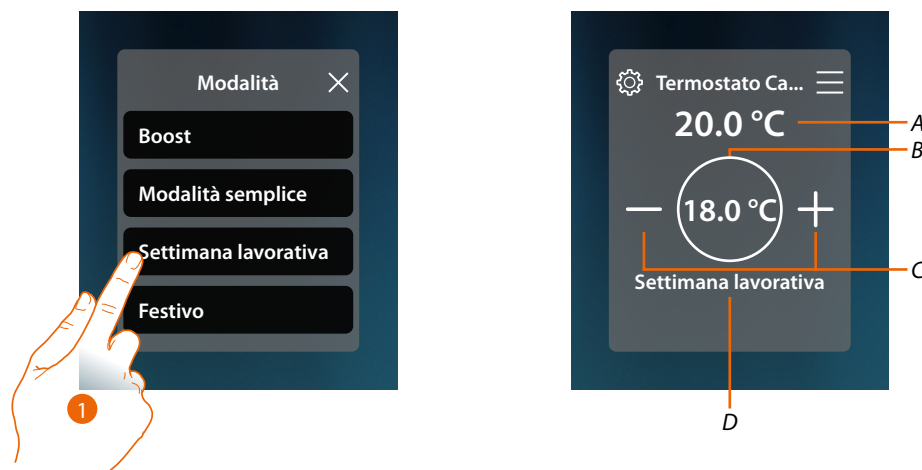 Modalità
Boost
Modalità semplice
Settimana lavorativa
Festivo
1
Termostato Ca...
20.0 °C
A
B
18.0 °C
C
Settimana lavorativa
D